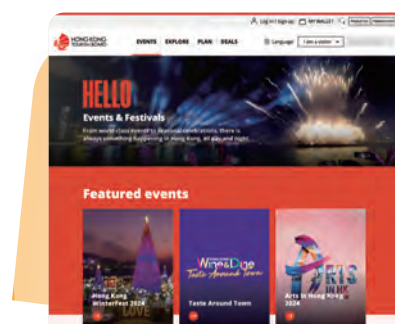 Log in / Sign up MY WALLET
HONG KONG
TOURISM BOARD
EVENTS EXPLORE PLAN DEALS
Language I am a visitor
HELLO
Events & Festivals
From world-class events to seasonal celebrations, there is
always something happening in Hong Kong, all day and night.
Featured events
Hong Kong
WinterFest 2024
LOVE
Wine&Dine
Taste Around Town
Taste Around Town
ARTS
IN HK
Arts in Hong Kong
2024